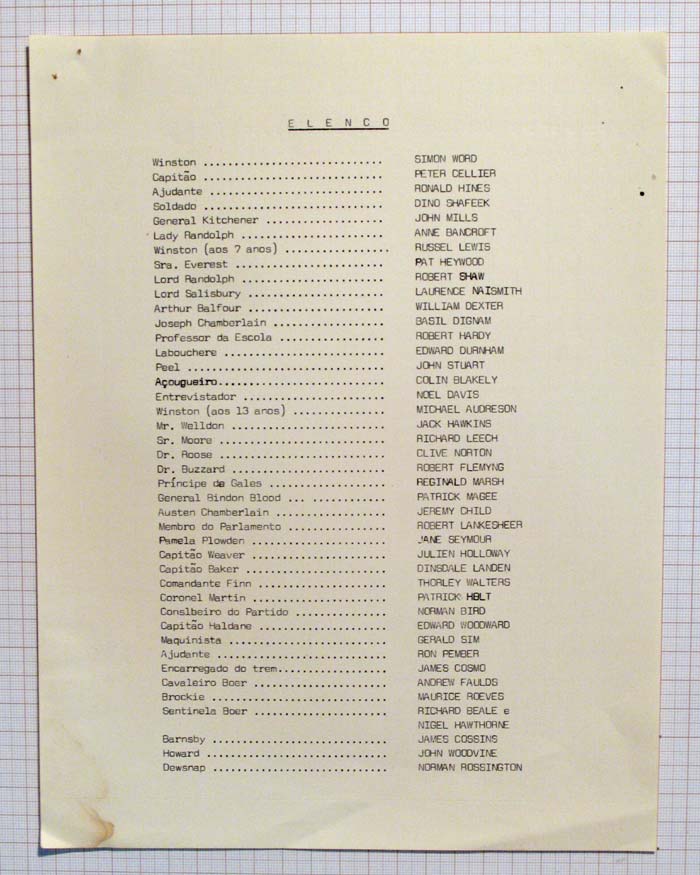 E L E N C O
Winston .............................. SIMON WORD
Capitão .............................. PETER CELLIER
Ajudante ............................. RONALD HINES
Soldado .............................. DINO SHAFEEK
General Kitchener .................... JOHN MILLS
Lady Randolph ........................ ANNE BANCROFT
Winston (aos 7 anos) ................. RUSSEL LEWIS
Sra. Everest ......................... PAT HEYWOOD
Lord Randolph ........................ ROBERT SHAW
Lord Salisbury ....................... LAURENCE NAISMITH
Arthur Balfour ....................... WILLIAM DEXTER
Joseph Chamberlain ................... BASIL DIGNAM
Professor da Escola .................. ROBERT HARDY
Labouchere ........................... EDWARD DURNHAM
Peel ................................. JOHN STUART
Açougueiro............................ COLIN BLAKELY
Entrevistador ........................ NOEL DAVIS
Winston (aos 13 anos) ................ MICHAEL AUDRESON
Mr. Welldon .......................... JACK HAWKINS
Sr. Moore ............................ RICHARD LEECH
Dr. Roose ............................ CLIVE NORTON
Dr. Buzzard .......................... ROBERT FLEMYNG
Príncipe de Gales .................... REGINALD MARSH
General Bindon Blood ... ............. PATRICK MAGEE
Austen Chamberlain ................... JEREMY CHILD
Membro do Parlamento ................. ROBERT LANKESHEER
Pamela Plowden ....................... JANE SEYMOUR
Capitão Weaver ....................... JULIEN HOLLOWAY
Capitão Baker ........................ DINSDALE LANDEN
Comandante Finn ...................... THORLEY WALTERS
Coronel Martin ....................... PATRICK HOLT
Conslbeiro do Partido ................ NORMAN BIRD
Capitão Haldane ...................... EDWARD WOODWARD
Maquinista ........................... GERALD SIM
Ajudante ............................. RON PEMBER
Encarregado do trem................... JAMES COSMO
Cavaleiro Boer ....................... ANDREW FAULDS
Brockie .............................. MAURICE ROEVES
Sentinela Boer ....................... RICHARD BEALE e
NIGEL HAWTHORNE
Barnsby .............................. JAMES COSSINS
Howard ............................... JOHN WOODVINE
Dewsnap .............................. NORMAN ROSSINGTON